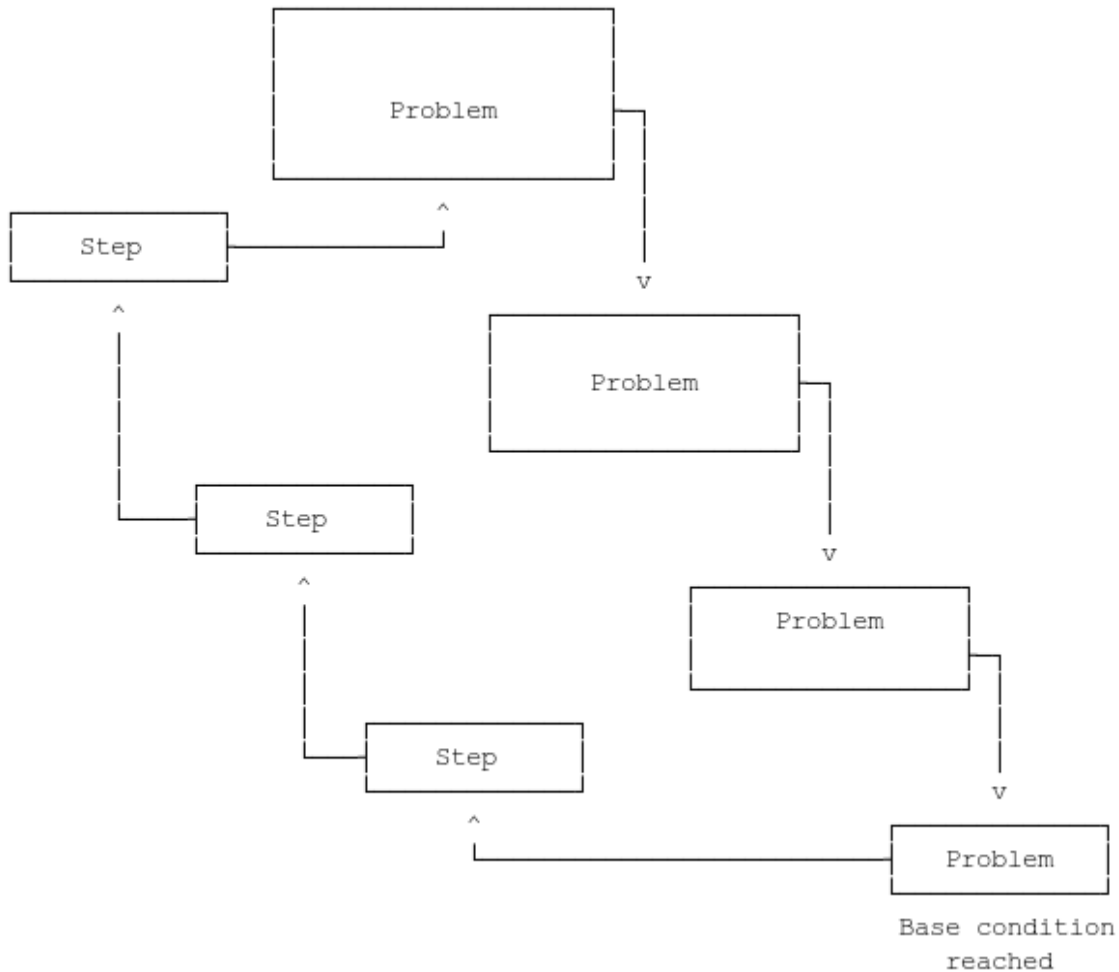 Problem
Step
Problem
Step
Problem
Step
Problem
Base condition
reached